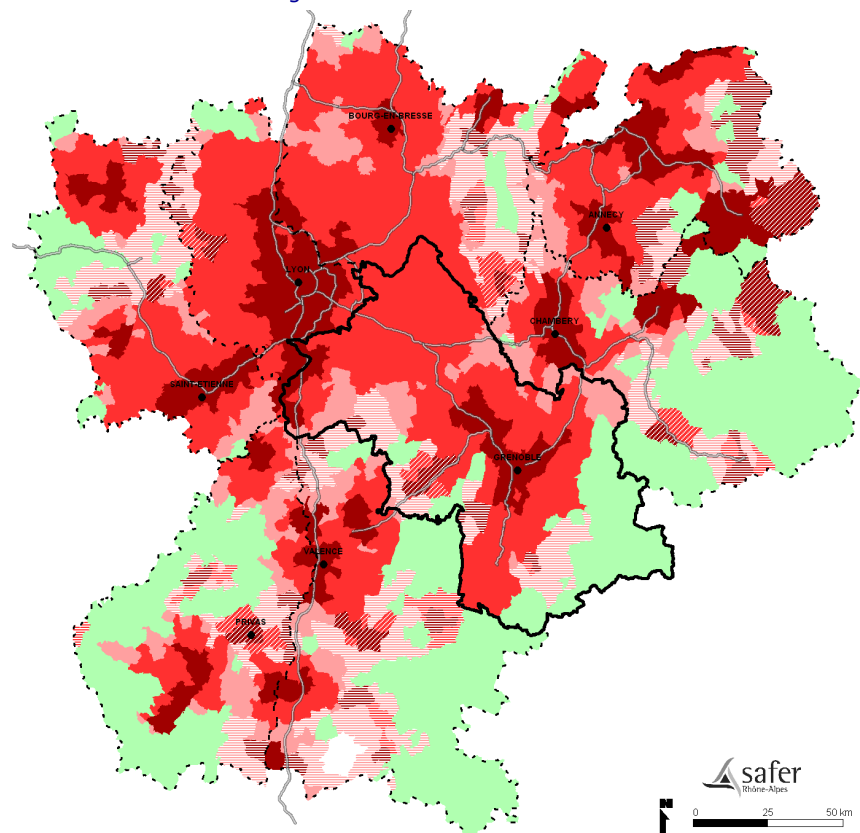 BOURG-EN-BRESSE
ANNECY
LYON
CHAMBERY
SAINT-ETIENNE
GRENOBLE
VALENCE
PRIVAS
safer
Rhône-Alpes
N
0 25 50 km